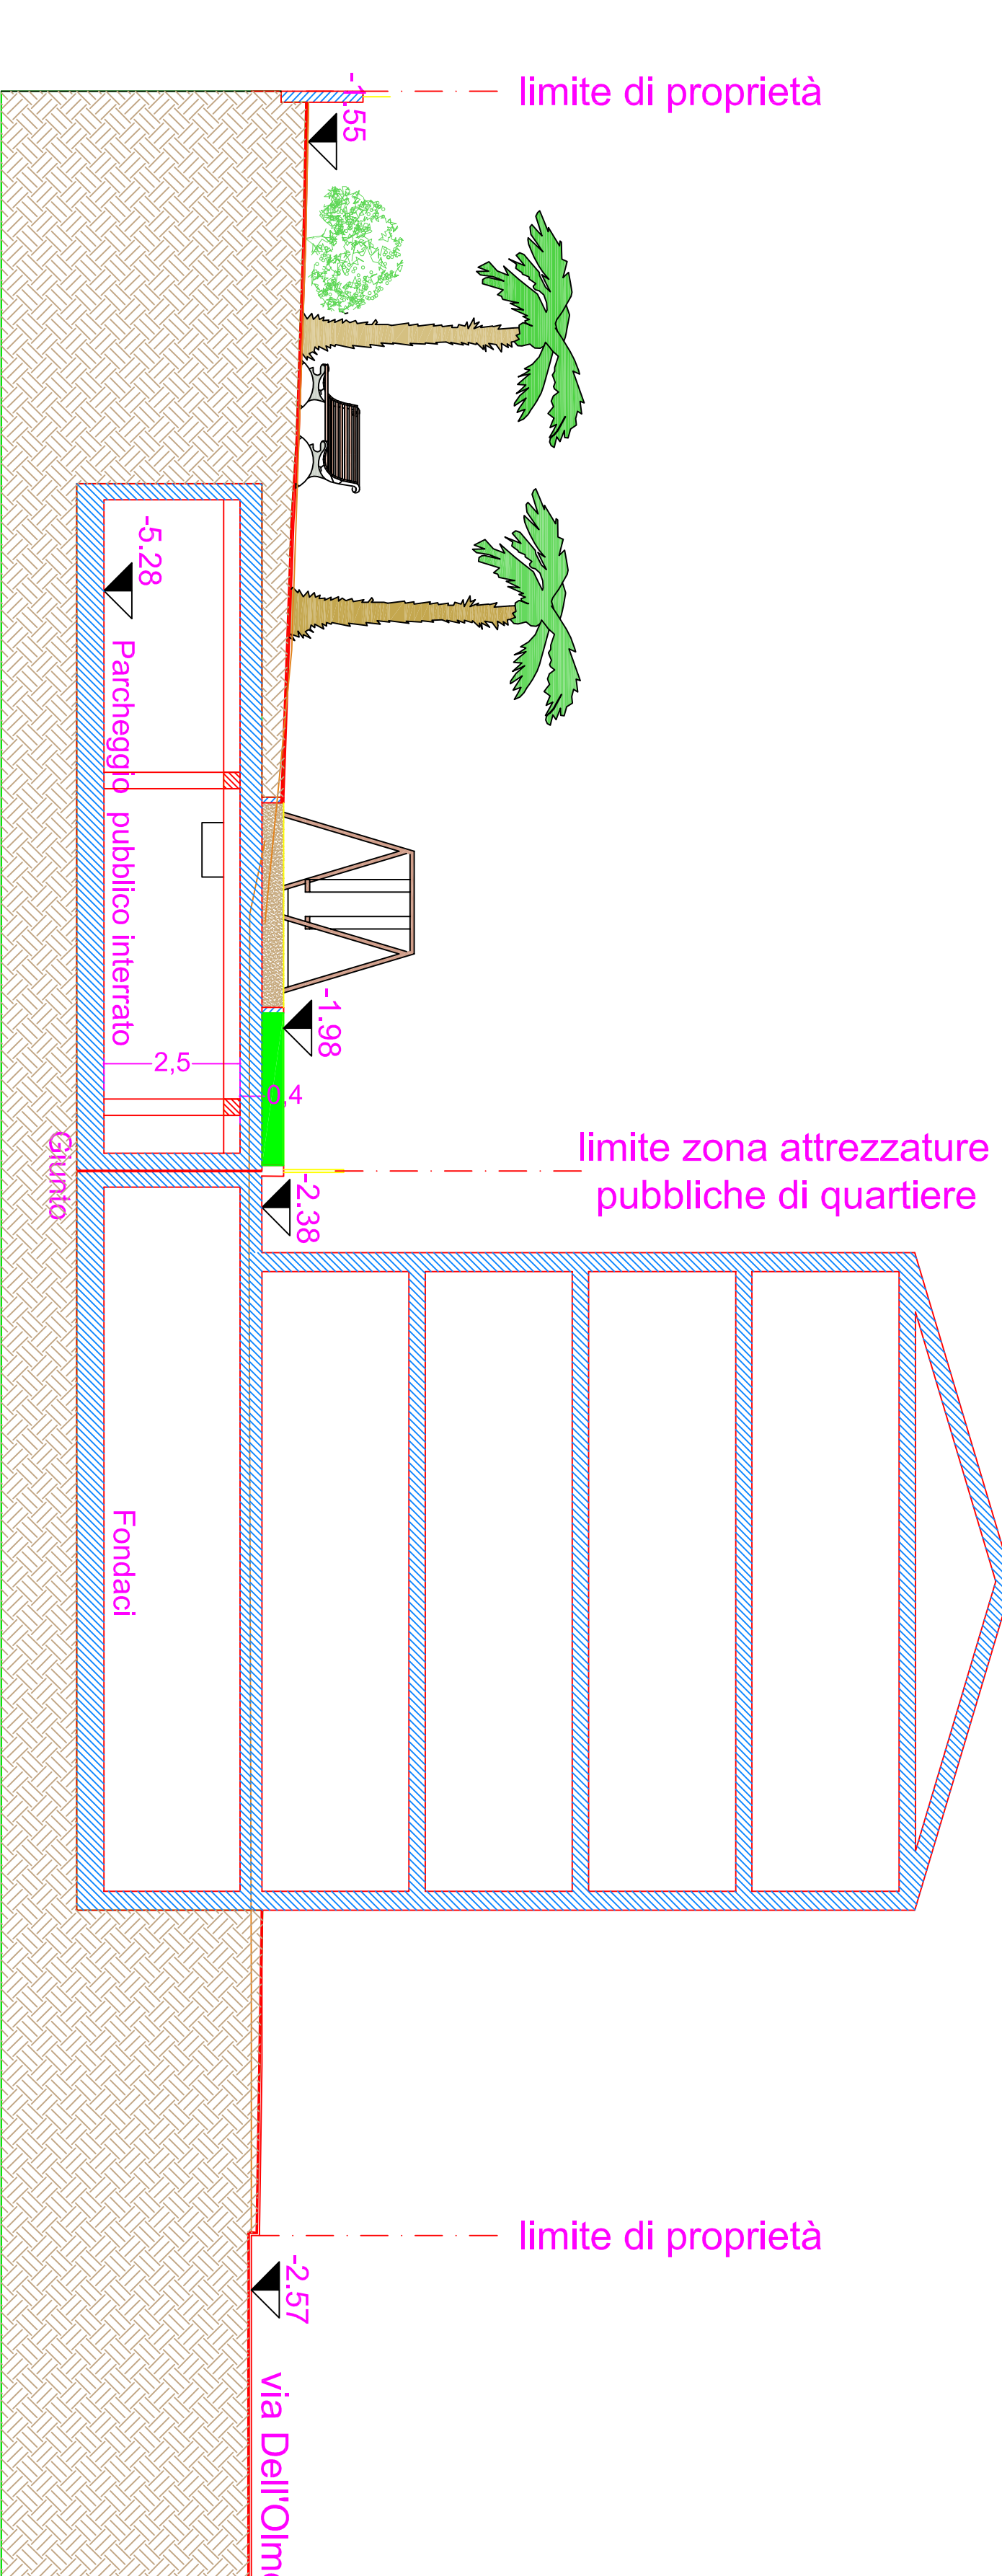 limite di proprietà
-1.55
-5.28
Parcheggio pubblico interrato
2,5
0,4
-1.98
limite zona attrezzature
pubbliche di quartiere
Giunto
-2.38
Fondaci
limite di proprietà
-2.57
via Dell'Olmo